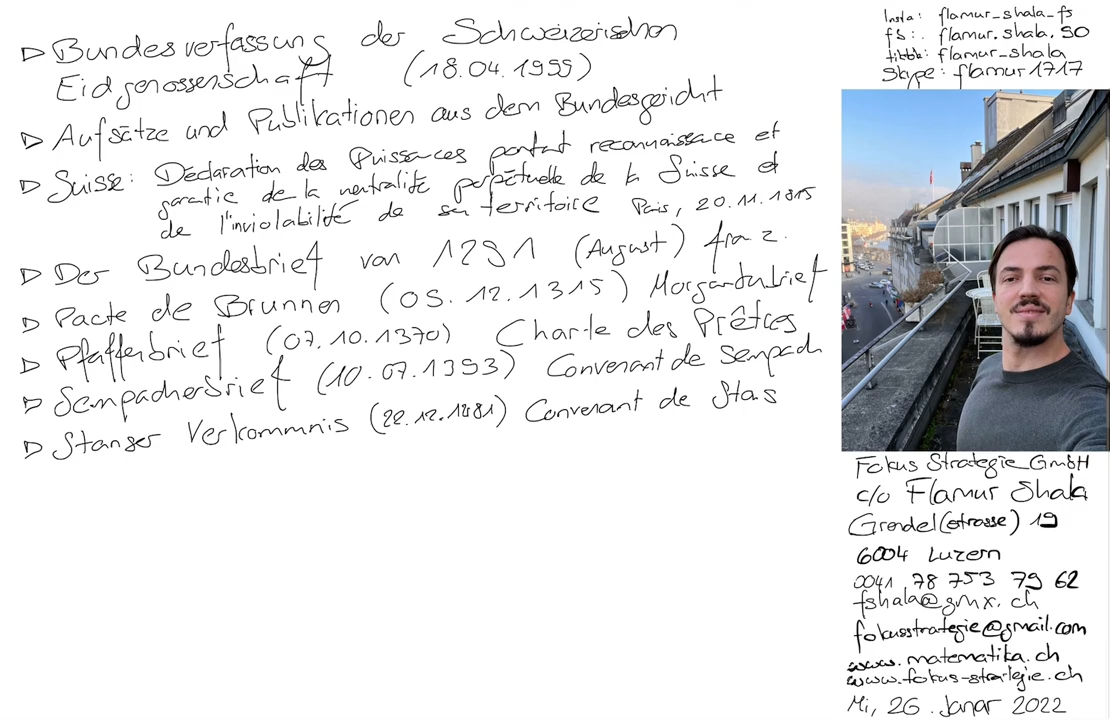 ▷ Bundesverfassung der Schweizerischen
Eidgenossenschaft (18.04.1999)
▷ Aufsätze und Publikationen aus dem Bundesgericht
▷ Suisse: Déclaration des Puissances portant reconnaissance et
garantie de la neutralité perpétuelle de la Suisse et
de l'inviolabilité de son territoire Paris, 20.11.1815
▷ Der Bundesbrief von 1291 (August) franz.
▷ Pacte de Brunnen (09.12.1315) Morgartenbrief
▷ Pfaffenbrief (07.10.1370) Charte des Prêtres
▷ Sempacherbrief (10.07.1393) Convenant de Sempach
▷ Stanser Verkommnis (22.12.1481) Convenant de Stas
Insta: flamur_shala_fs
fs: flamur.shala.90
tiktok: flamur_shala
Skype: flamur1717
Fokus Strategie GmbH
c/o Flamur Shala
Grendel(strasse) 19
6004 Luzern
0041 78 753 79 62
fshala@gmx.ch
fokusstrategie@gmail.com
www.matematika.ch
www.fokus-strategie.ch
Mi, 26. Janar 2022